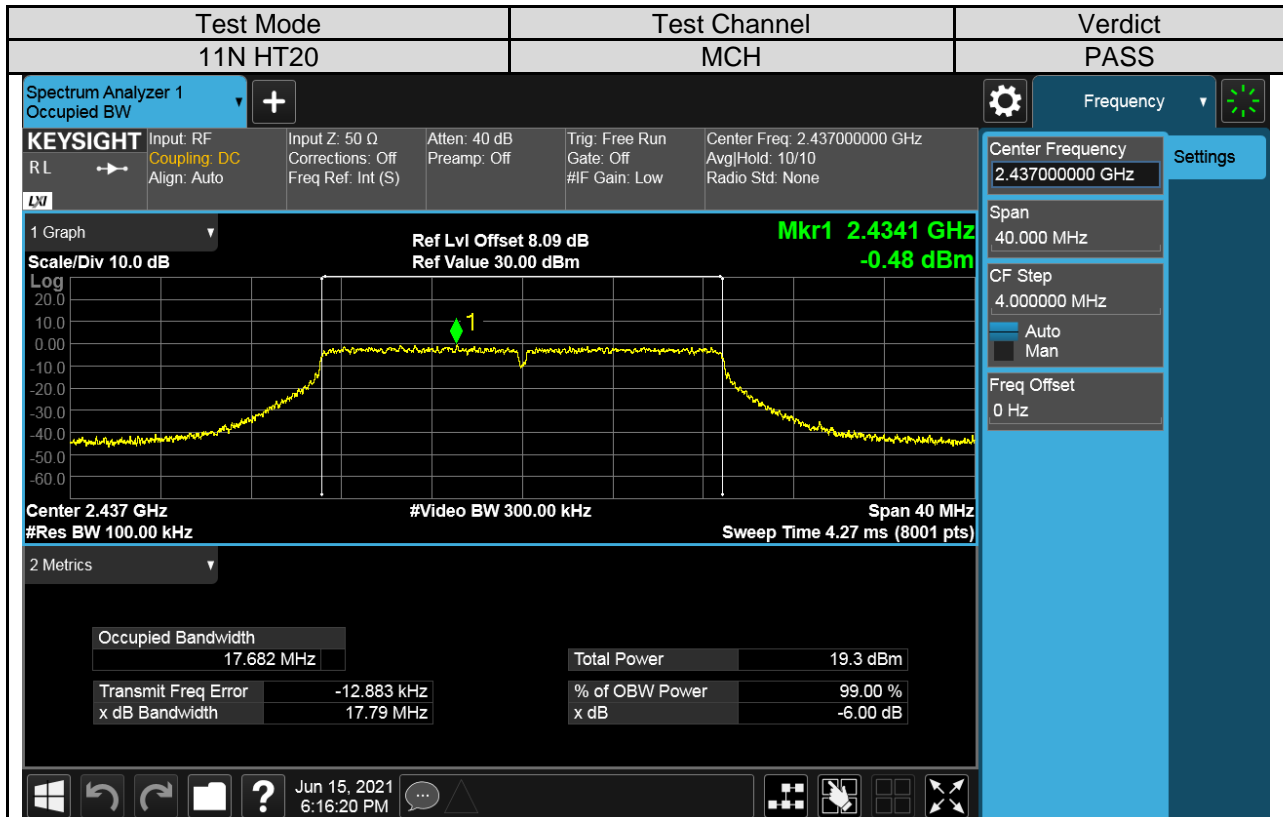 Test Mode Test Channel Verdict
11N HT20 MCH PASS
Spectrum Analyzer 1
Occupied BW
+
Frequency
KEYSIGHT Input: RF Input Z: 50 Ω Atten: 40 dB Trig: Free Run Center Freq: 2.437000000 GHz
RL Coupling: DC Corrections: Off Preamp: Off Gate: Off Avg|Hold: 10/10
Align: Auto Freq Ref: Int (S) #IF Gain: Low Radio Std: None
LXI
Center Frequency
2.437000000 GHz
Settings
Span
40.000 MHz
CF Step
4.000000 MHz
Auto
Man
Freq Offset
0 Hz
1 Graph Ref Lvl Offset 8.09 dB Mkr1 2.4341 GHz
Scale/Div 10.0 dB Ref Value 30.00 dBm -0.48 dBm
Log
20.0
10.0
1
0.00
-10.0
-20.0
-30.0
-40.0
-50.0
-60.0
Center 2.437 GHz #Video BW 300.00 kHz Span 40 MHz
#Res BW 100.00 kHz Sweep Time 4.27 ms (8001 pts)
2 Metrics
Occupied Bandwidth
17.682 MHz Total Power 19.3 dBm
Transmit Freq Error -12.883 kHz % of OBW Power 99.00 %
x dB Bandwidth 17.79 MHz x dB -6.00 dB
? Jun 15, 2021
6:16:20 PM